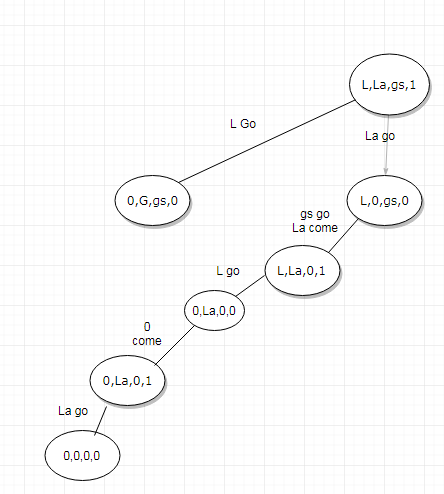 L,La,gs,1
L Go
La go
0,G,gs,0
L,0,gs,0
gs go
La come
L,La,0,1
L go
0,La,0,0
0
come
0,La,0,1
La go
0,0,0,0